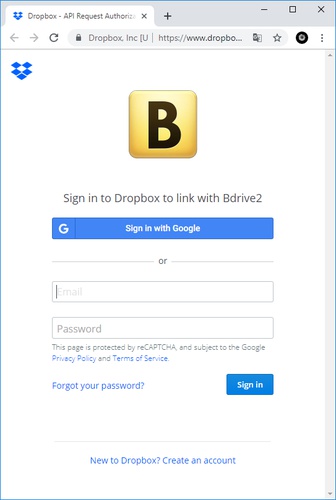 Dropbox - API Request Authoriza
Dropbox, Inc [U
https://www.dropbo...
B
Sign in to Dropbox to link with Bdrive2
G Sign in with Google
or
Email
Password
This page is protected by reCAPTCHA, and subject to the Google
Privacy Policy and Terms of Service.
Forgot your password?
Sign in
New to Dropbox? Create an account